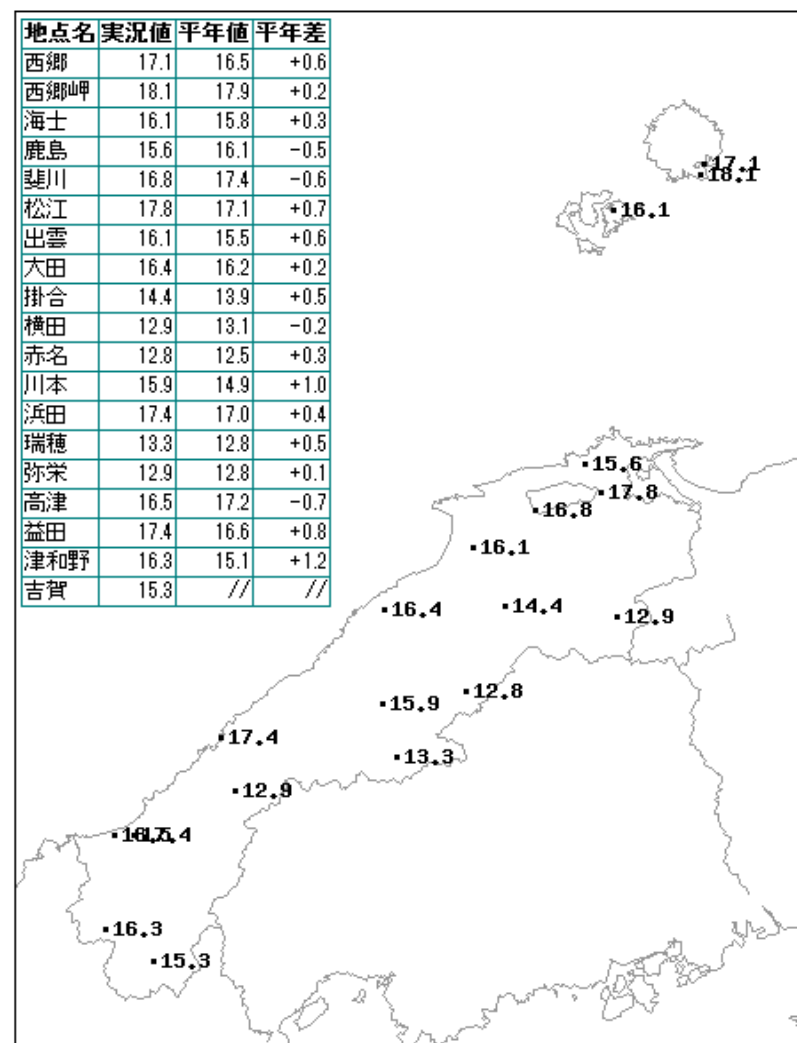 地点名 実況値 平年値 平年差
西郷 17.1 16.5 +0.6
西郷岬 18.1 17.9 +0.2
海士 16.1 15.8 +0.3
鹿島 15.6 16.1 -0.5
斐川 16.8 17.4 -0.6
松江 17.8 17.1 +0.7
出雲 16.1 15.5 +0.6
大田 16.4 16.2 +0.2
掛合 14.4 13.9 +0.5
横田 12.9 13.1 -0.2
赤名 12.8 12.5 +0.3
川本 15.9 14.9 +1.0
浜田 17.4 17.0 +0.4
瑞穂 13.3 12.8 +0.5
弥栄 12.9 12.8 +0.1
高津 16.5 17.2 -0.7
益田 17.4 16.6 +0.8
津和野 16.3 15.1 +1.2
吉賀 15.3 // //
17.1
18.1
16.1
15.6
17.8
16.8
16.1
16.4
14.4
12.9
12.8
15.9
17.4
13.3
12.9
16.5
17.4
16.3
15.3